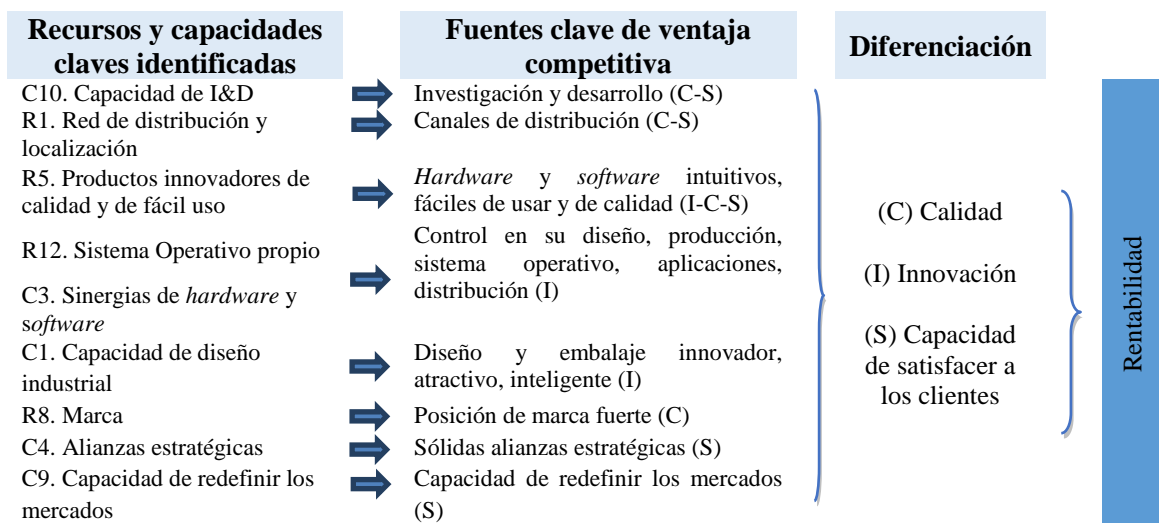 Recursos y capacidades
claves identificadas
Fuentes clave de ventaja
competitiva
Diferenciación
C10. Capacidad de I&D
Investigación y desarrollo (C-S)
R1. Red de distribución y
localización
Canales de distribución (C-S)
R5. Productos innovadores de
calidad y de fácil uso
Hardware y software intuitivos,
fáciles de usar y de calidad (I-C-S)
R12. Sistema Operativo propio
C3. Sinergias de hardware y
software
Control en su diseño, producción,
sistema operativo, aplicaciones,
distribución (I)
C1. Capacidad de diseño
industrial
Diseño y embalaje innovador,
atractivo, inteligente (I)
R8. Marca
Posición de marca fuerte (C)
C4. Alianzas estratégicas
Sólidas alianzas estratégicas (S)
C9. Capacidad de redefinir los
mercados
Capacidad de redefinir los mercados
(S)
(C) Calidad
(I) Innovación
(S) Capacidad
de satisfacer a
los clientes
Rentabilidad